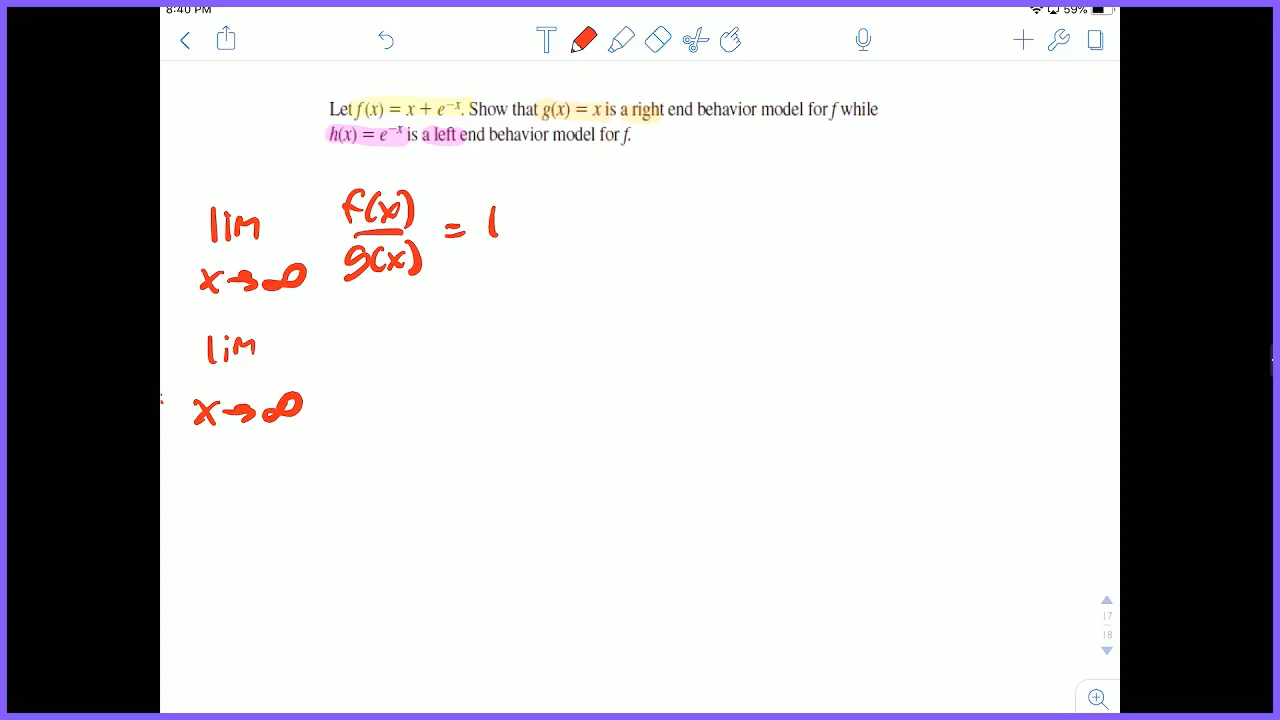 8:40 PM
59%
T
Let f(x) = x + e⁻ˣ. Show that g(x) = x is a right end behavior model for f while
h(x) = e⁻ˣ is a left end behavior model for f.
lim f(x)/g(x) = 1
x→∞
lim
x→∞
17
18